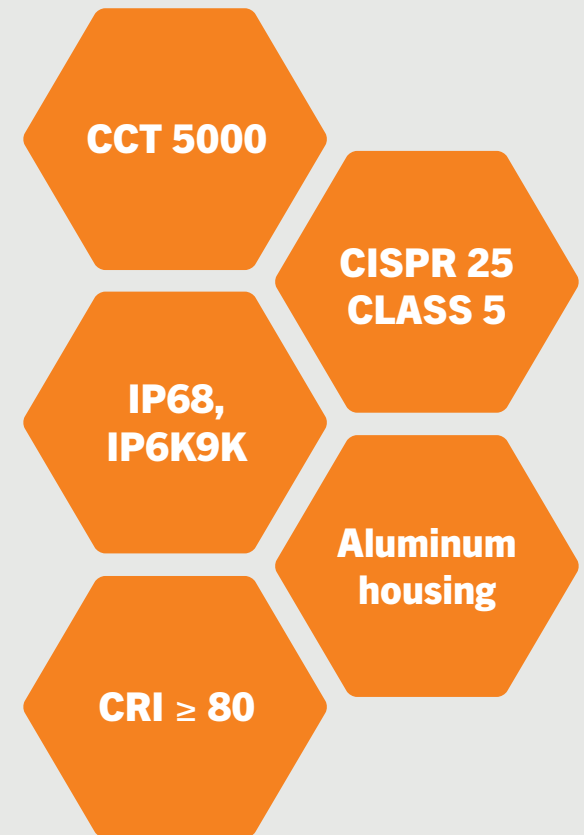 CCT 5000
CISPR 25
CLASS 5
IP68,
IP6K9K
Aluminum
housing
CRI ≥ 80